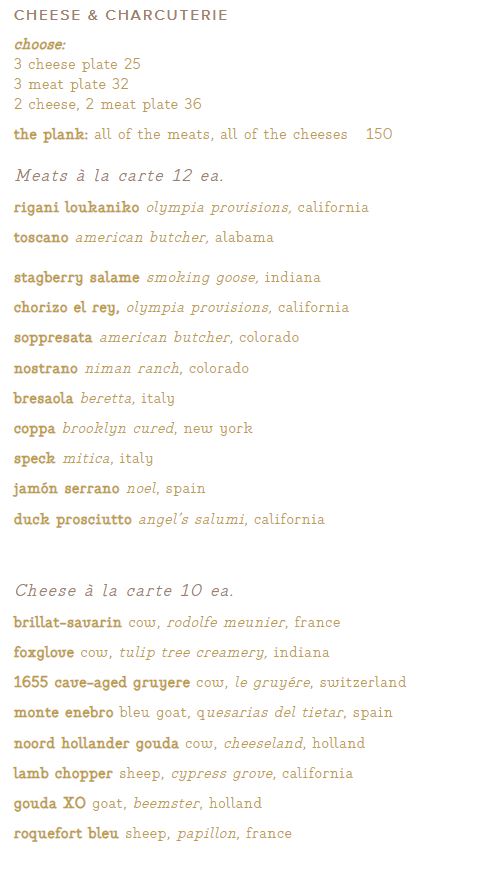 CHEESE & CHARCUTERIE
choose:
3 cheese plate 25
3 meat plate 32
2 cheese, 2 meat plate 36
the plank: all of the meats, all of the cheeses 150
Meats à la carte 12 ea.
rigani loukaniko olympia provisions, california
toscano american butcher, alabama
stagberry salame smoking goose, indiana
chorizo el rey, olympia provisions, california
soppresata american butcher, colorado
nostrano niman ranch, colorado
bresaola beretta, italy
coppa brooklyn cured, new york
speck mitica, italy
jamón serrano noel, spain
duck prosciutto angel's salumi, california
Cheese à la carte 10 ea.
brillat-savarin cow, rodolfe meunier, france
foxglove cow, tulip tree creamery, indiana
1655 cave-aged gruyere cow, le gruyére, switzerland
monte enebro bleu goat, quesarias del tietar, spain
noord hollander gouda cow, cheeseland, holland
lamb chopper sheep, cypress grove, california
gouda XO goat, beemster, holland
roquefort bleu sheep, papillon, france